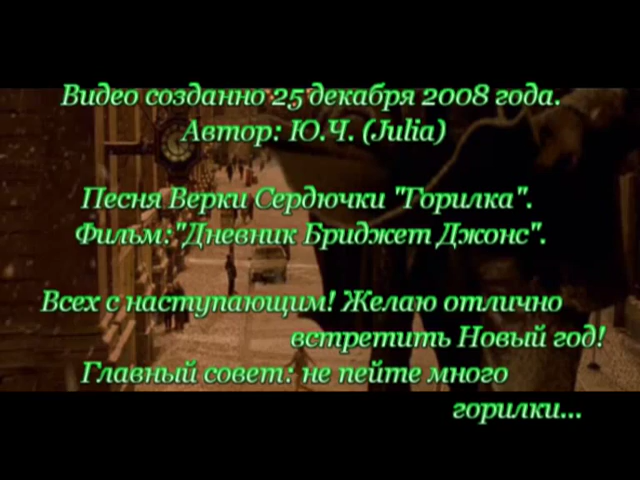 Видео созданно 25 декабря 2008 года.
Автор: Ю.Ч. (Julia)
Песня Верки Сердючки "Горилка".
Фильм:"Дневник Бриджет Джонс".
Всех с наступающим! Желаю отлично
встретить Новый год!
Главный совет: не пейте много
горилки...